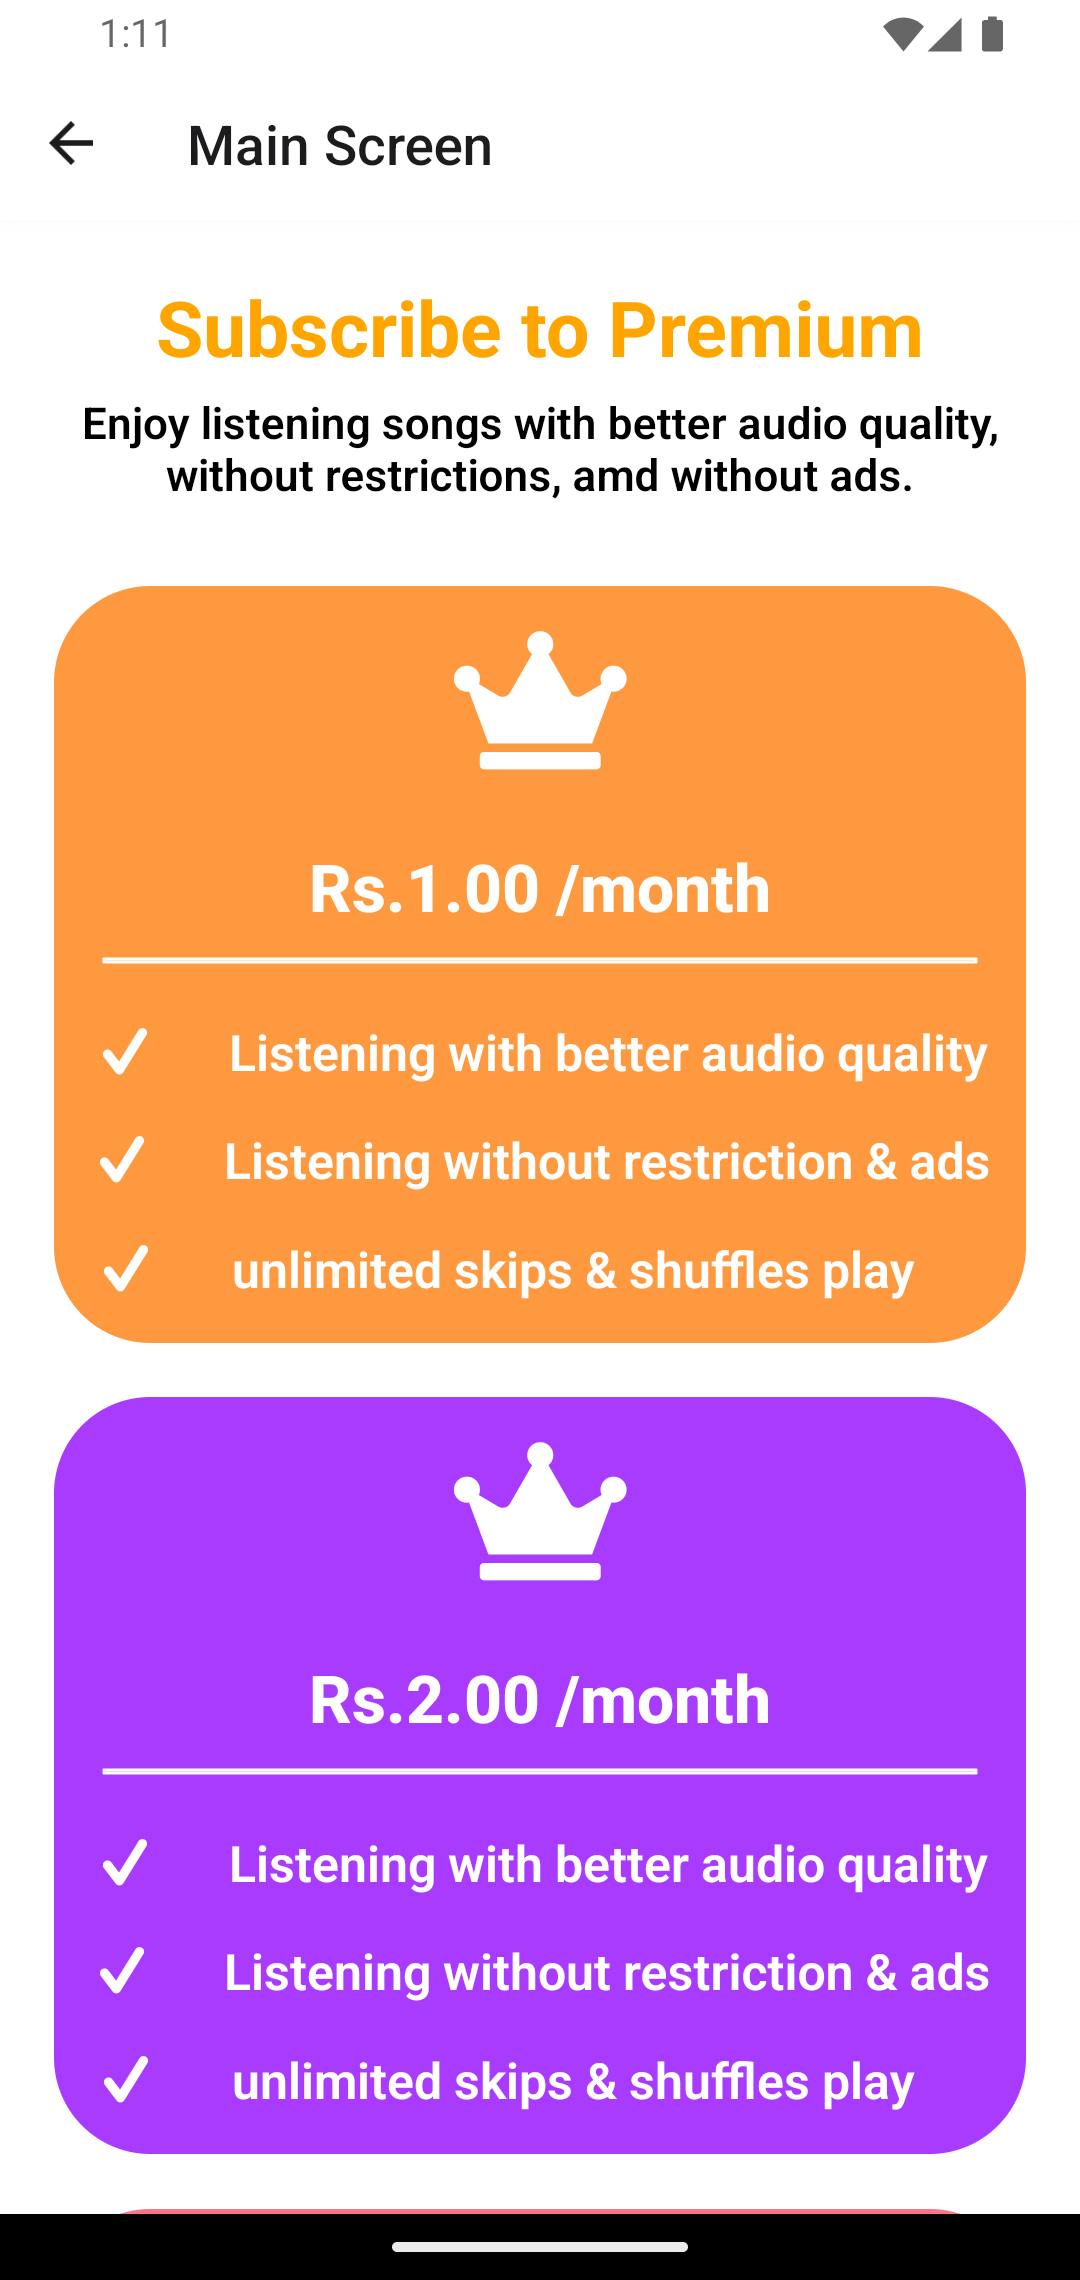 1:11
Main Screen
Subscribe to Premium
Enjoy listening songs with better audio quality,
without restrictions, amd without ads.
Rs.1.00 /month
Listening with better audio quality
Listening without restriction & ads
unlimited skips & shuffles play
Rs.2.00 /month
Listening with better audio quality
Listening without restriction & ads
unlimited skips & shuffles play